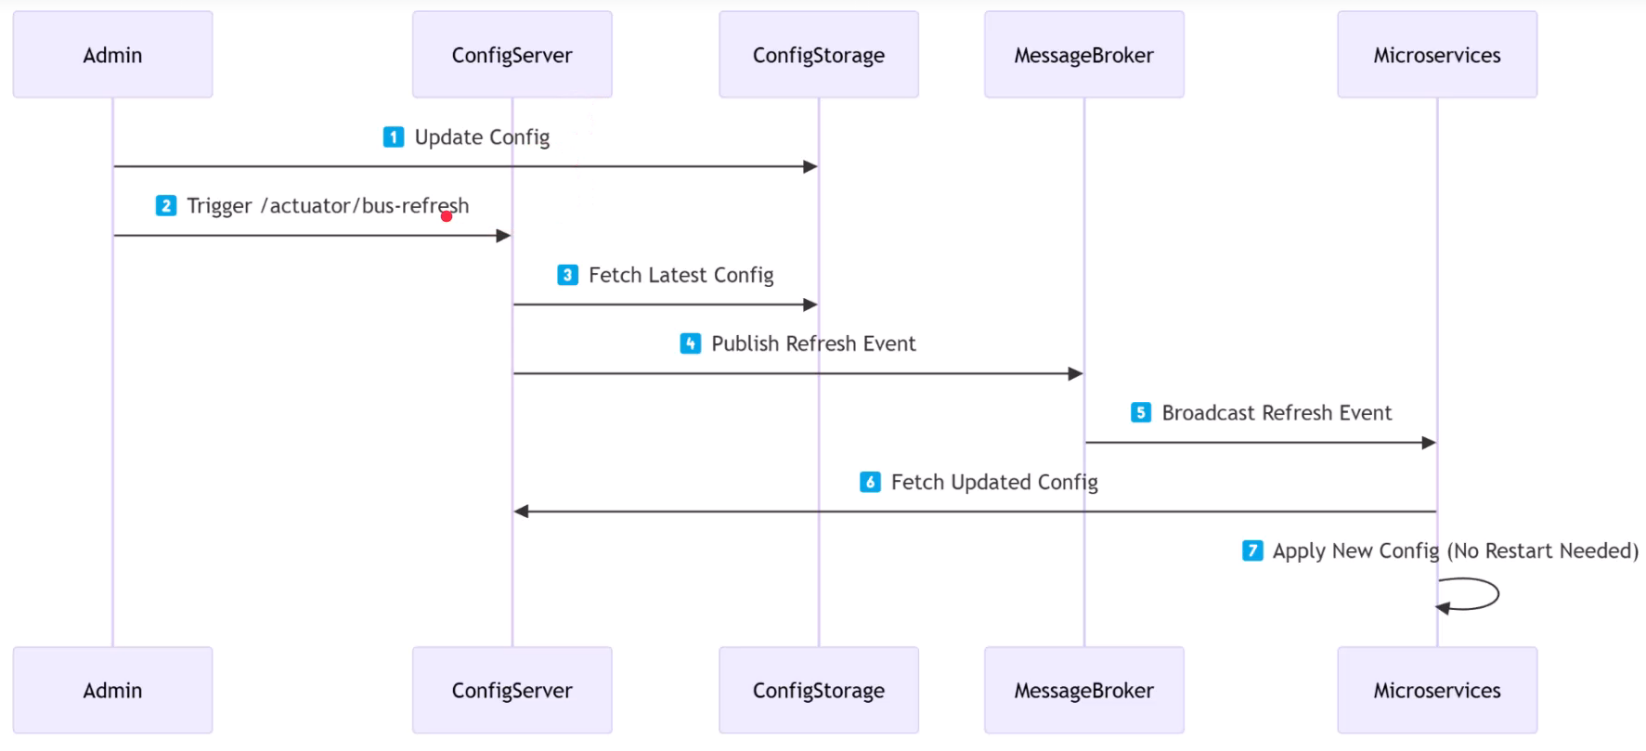 Admin
ConfigServer
ConfigStorage
MessageBroker
Microservices
1 Update Config
2 Trigger /actuator/bus-refresh
3 Fetch Latest Config
4 Publish Refresh Event
5 Broadcast Refresh Event
6 Fetch Updated Config
7 Apply New Config (No Restart Needed)
Admin
ConfigServer
ConfigStorage
MessageBroker
Microservices